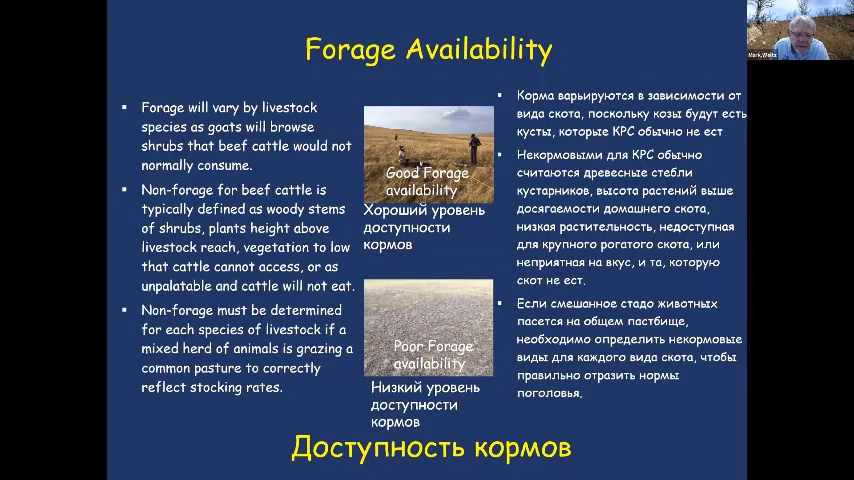 Forage Availability
Forage will vary by livestock
species as goats will browse
shrubs that beef cattle would not
normally consume.
Non-forage for beef cattle is
typically defined as woody stems
of shrubs, plants height above
livestock reach, vegetation to low
that cattle cannot access, or as
unpalatable and cattle will not eat.
Non-forage must be determined
for each species of livestock if a
mixed herd of animals is grazing a
common pasture to correctly
reflect stocking rates.
Good Forage
availability
Хороший уровень
доступности
кормов
Poor Forage
availability
Низкий уровень
доступности
кормов
Корма варьируются в зависимости от
вида скота, поскольку козы будут есть
кусты, которые КРС обычно не ест
Некормовыми для КРС обычно
считаются древесные стебли
кустарников, высота растений выше
досягаемости домашнего скота,
низкая растительность, недоступная
для крупного рогатого скота, или
неприятная на вкус, и та, которую
скот не ест.
Если смешанное стадо животных
пасется на общем пастбище,
необходимо определить некормовые
виды для каждого вида скота, чтобы
правильно отразить нормы
поголовья.
Доступность кормов
Mark.Weltz